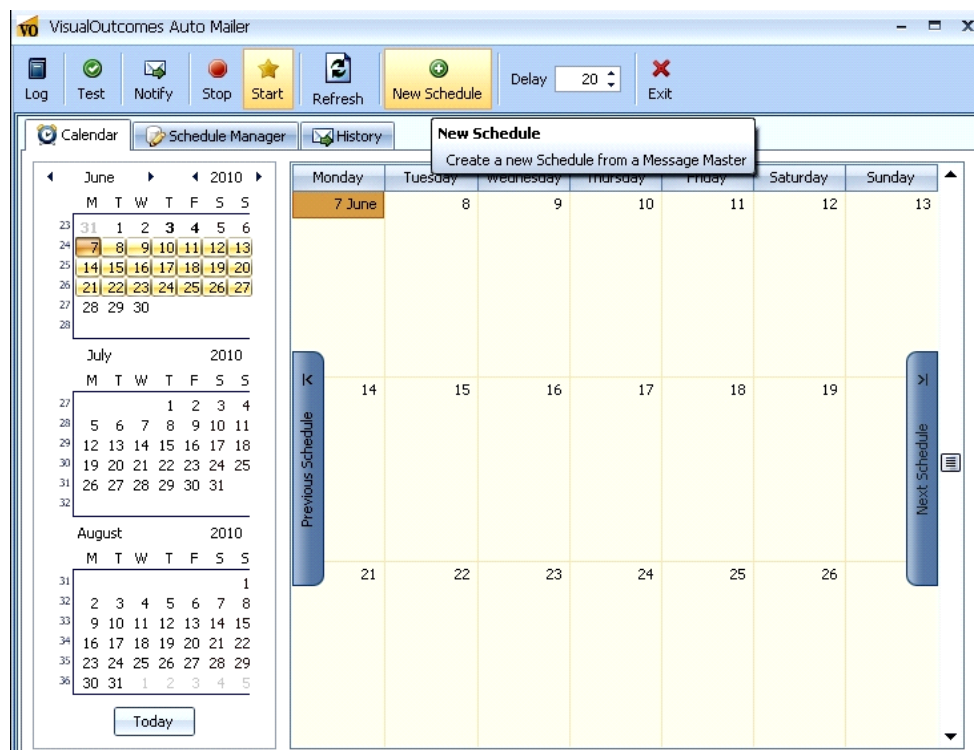 VO VisualOutcomes Auto Mailer
Log Test Notify Stop Start Refresh New Schedule Delay 20 Exit
Calendar Schedule Manager History
New Schedule
Create a new Schedule from a Message Master
June 2010
M T W T F S S
23 31 1 2 3 4 5 6
24 7 8 9 10 11 12 13
25 14 15 16 17 18 19 20
26 21 22 23 24 25 26 27
27 28 29 30
28
July 2010
M T W T F S S
27 1 2 3 4
28 5 6 7 8 9 10 11
29 12 13 14 15 16 17 18
30 19 20 21 22 23 24 25
31 26 27 28 29 30 31
32
August 2010
M T W T F S S
31 1
32 2 3 4 5 6 7 8
33 9 10 11 12 13 14 15
34 16 17 18 19 20 21 22
35 23 24 25 26 27 28 29
36 30 31 1 2 3 4 5
Today
Monday Tuesday Wednesday Thursday Friday Saturday Sunday
7 June 8 9 10 11 12 13
14 15 16 17 18 19
21 22 23 24 25 26
Previous Schedule
Next Schedule